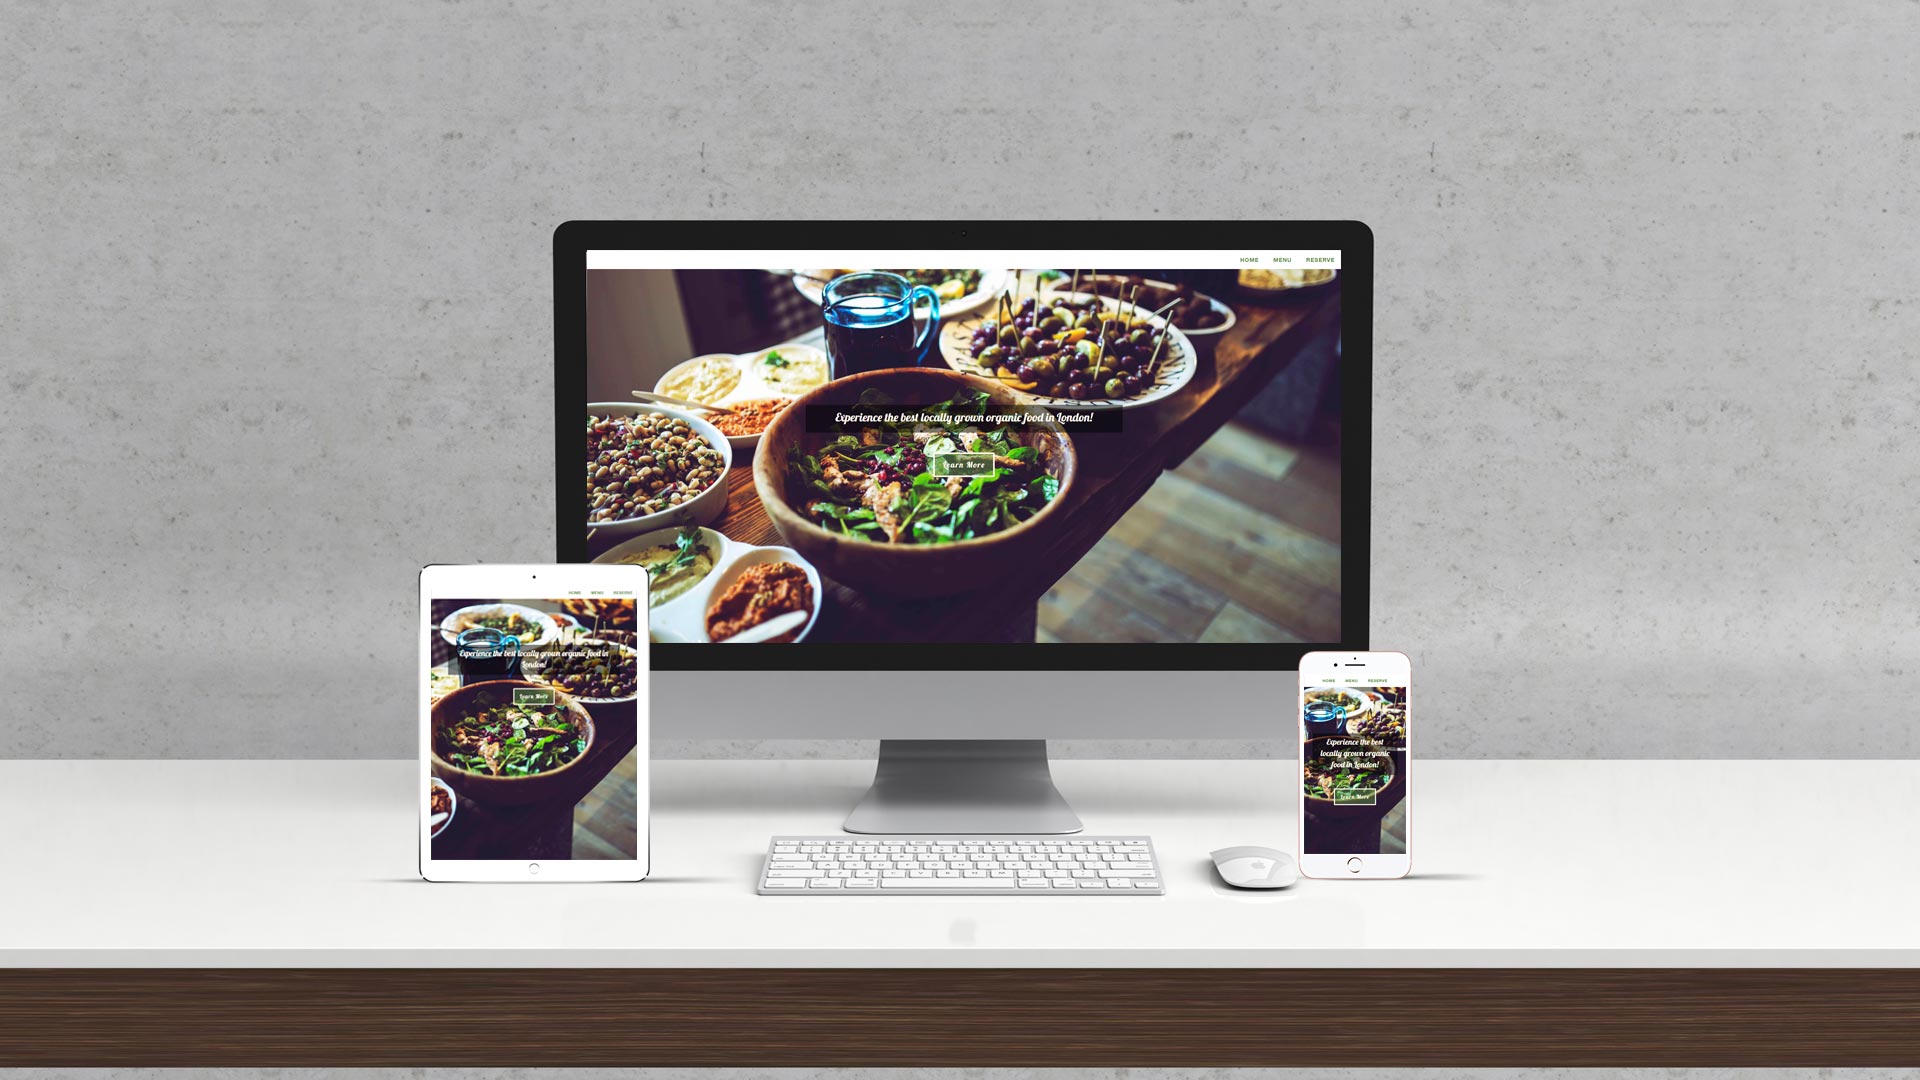 HOME MENU RESERVE
Experience the best locally grown organic food in London!
Learn More
HOME MENU RESERVE
Experience the best locally grown organic food in
London!
Learn More
HOME MENU RESERVE
Experience the best
locally grown organic
food in London!
Learn More